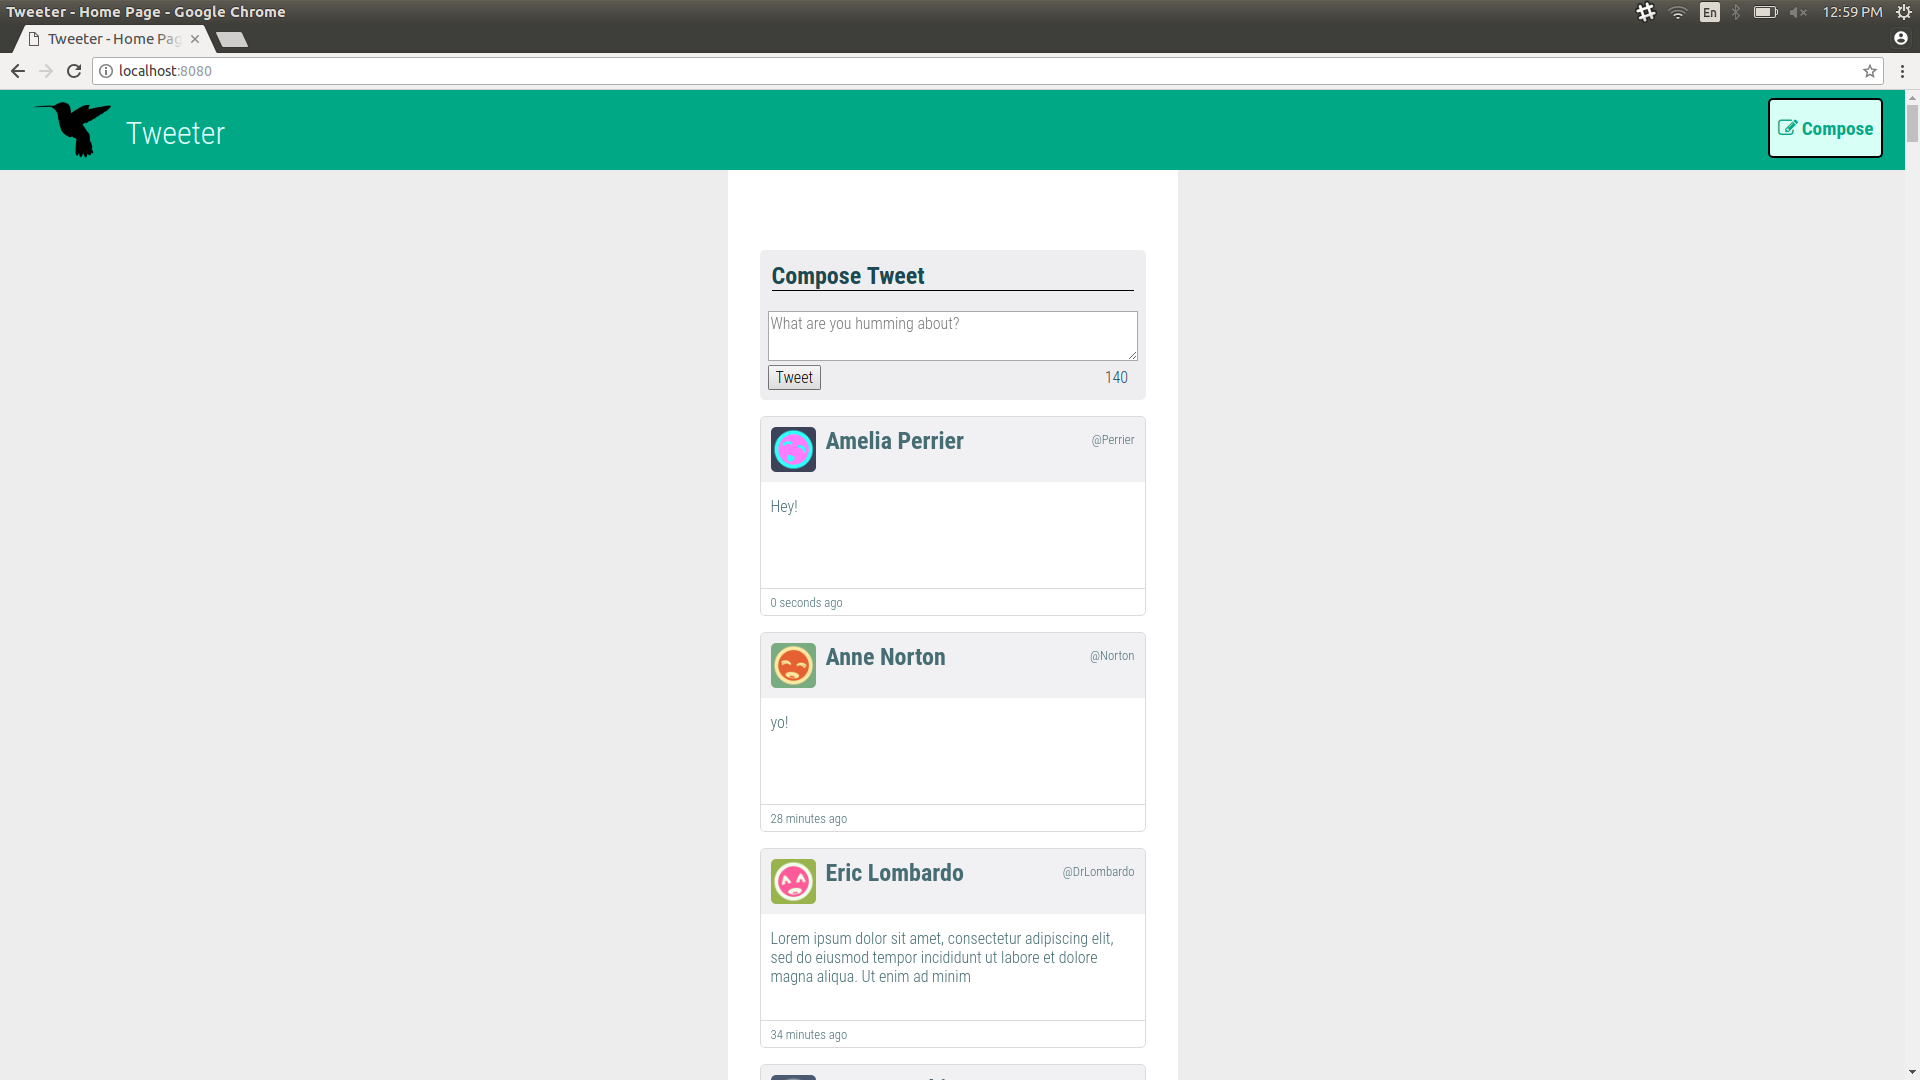 Tweeter - Home Page - Google Chrome
En
12:59 PM
Tweeter - Home Pag
localhost:8080
Tweeter
Compose
Compose Tweet
What are you humming about?
Tweet
140
Amelia Perrier
@Perrier
Hey!
0 seconds ago
Anne Norton
@Norton
yo!
28 minutes ago
Eric Lombardo
@DrLombardo
Lorem ipsum dolor sit amet, consectetur adipiscing elit,
sed do eiusmod tempor incididunt ut labore et dolore
magna aliqua. Ut enim ad minim
34 minutes ago